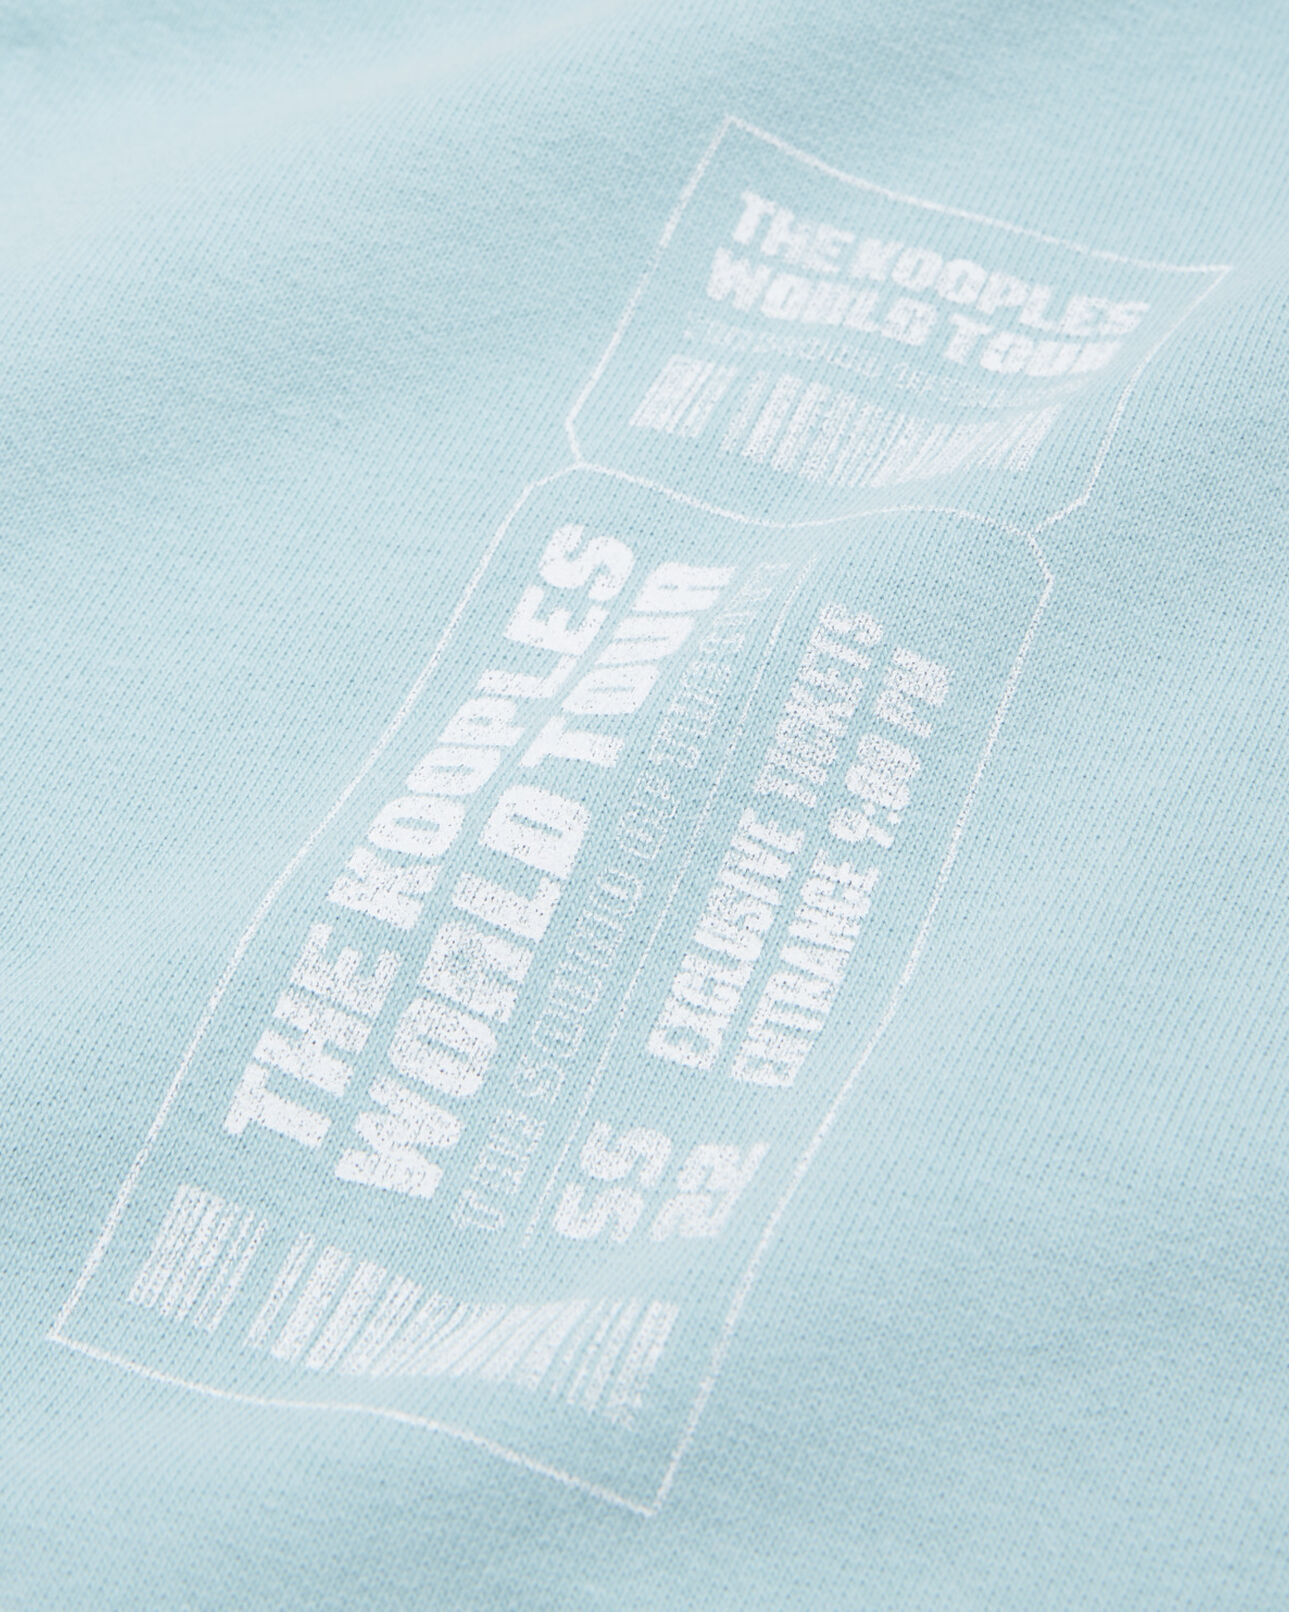 THE KOOPLES
WORLD TOUR
THE KOOPLES
WORLD TOUR
EXCLUSIVE TICKETS
ENTRANCE 9:00 PM
SS
22